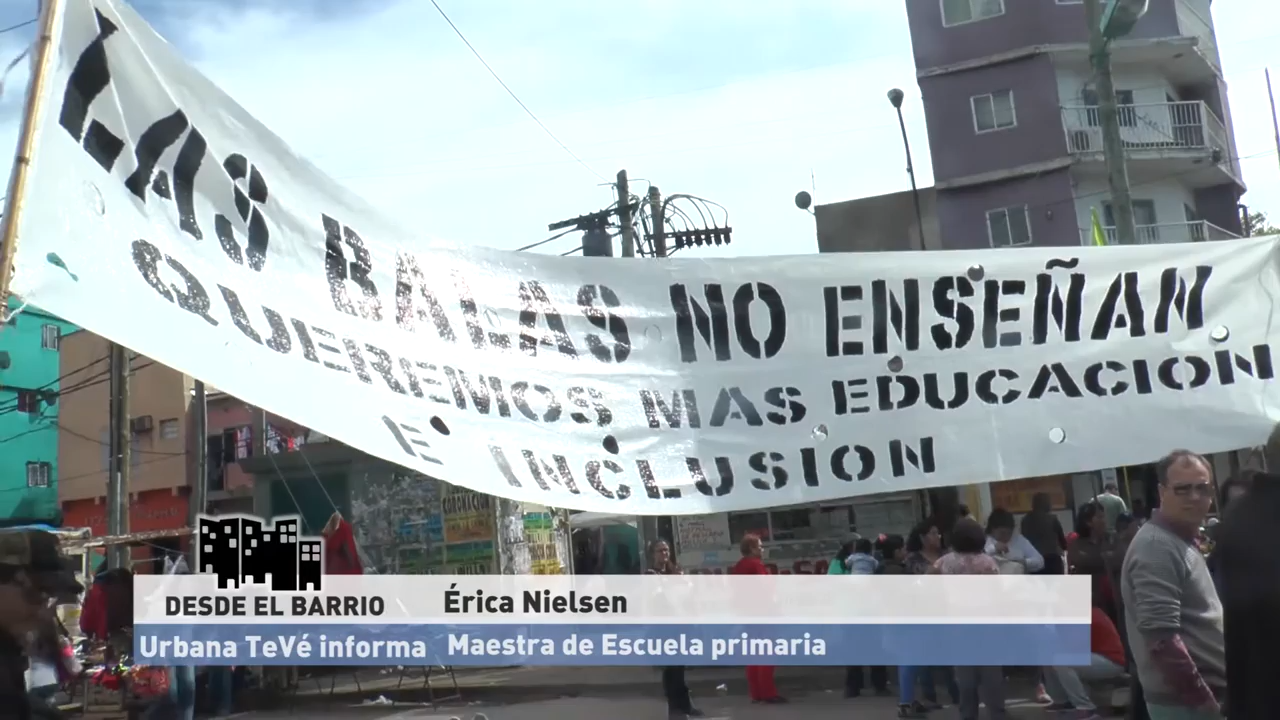 LAS BALAS NO ENSEÑAN
QUEREMOS MAS EDUCACION
E INCLUSION
DESDE EL BARRIO
Érica Nielsen
Urbana TeVé informa
Maestra de Escuela primaria